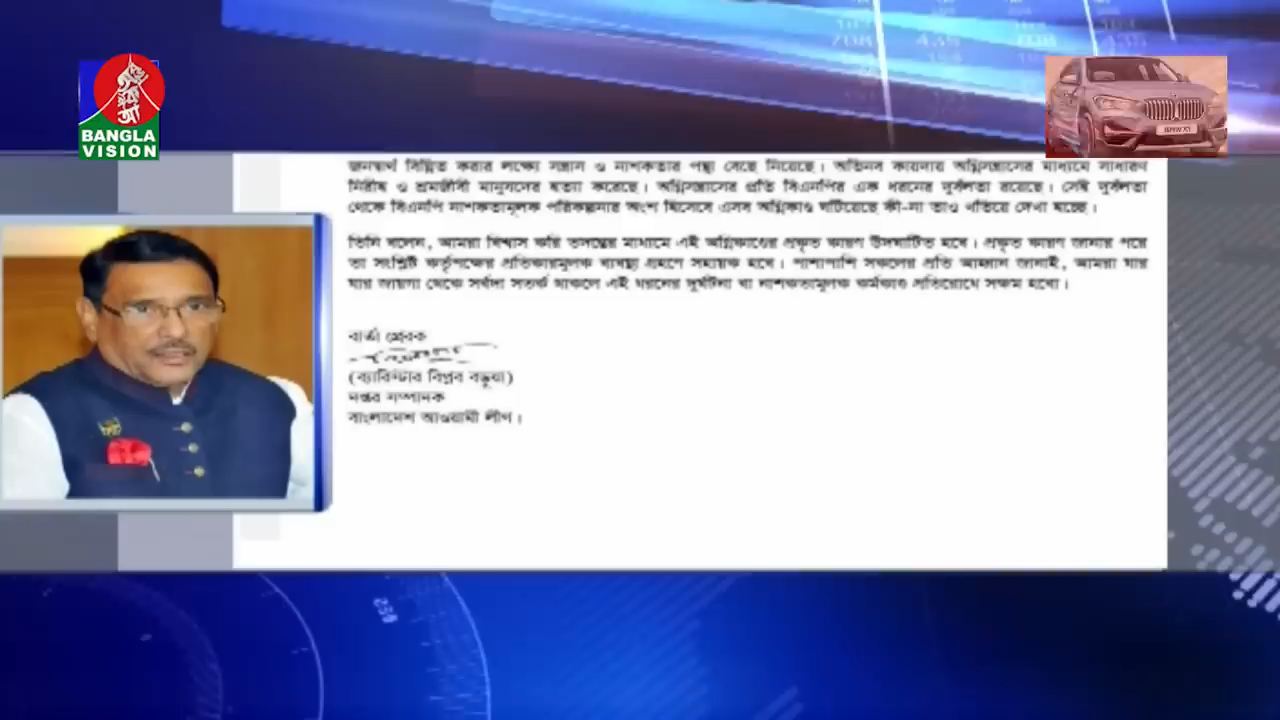 BANGLA
VISION
জনস্বার্থ বিঘ্নিত করার লক্ষ্যে সন্ত্রাস ও নাশকতার পন্থা বেছে নিয়েছে। অভিনব কায়দায় অগ্নিসন্ত্রাসের মাধ্যমে সাধারণ
নিরীহ ও শ্রমজীবী মানুষদের হত্যা করেছে। অগ্নিসন্ত্রাসের প্রতি বিএনপির এক ধরনের দুর্বলতা রয়েছে। সেই দুর্বলতা
থেকে বিএনপি নাশকতামূলক পরিকল্পনার অংশ হিসেবে এসব অগ্নিকাণ্ড ঘটিয়েছে কী-না তাও খতিয়ে দেখা হচ্ছে।
তিনি বলেন, আমরা বিশ্বাস করি তদন্তের মাধ্যমে এই অগ্নিকাণ্ডের প্রকৃত কারণ উদঘাটিত হবে। প্রকৃত কারণ জানার পরে
তা সংশ্লিষ্ট কর্তৃপক্ষের প্রতিকারমূলক ব্যবস্থা গ্রহণে সহায়ক হবে। পাশাপাশি সকলের প্রতি আহ্বান জানাই, আমরা যার
যার জায়গা থেকে সর্বদা সতর্ক থাকলে এই ধরনের দুর্ঘটনা বা নাশকতামূলক কর্মকাণ্ড প্রতিরোধে সক্ষম হবো।
বার্তা প্রেরক
(ব্যারিস্টার বিপ্লব বড়ুয়া)
দপ্তর সম্পাদক
বাংলাদেশ আওয়ামী লীগ।